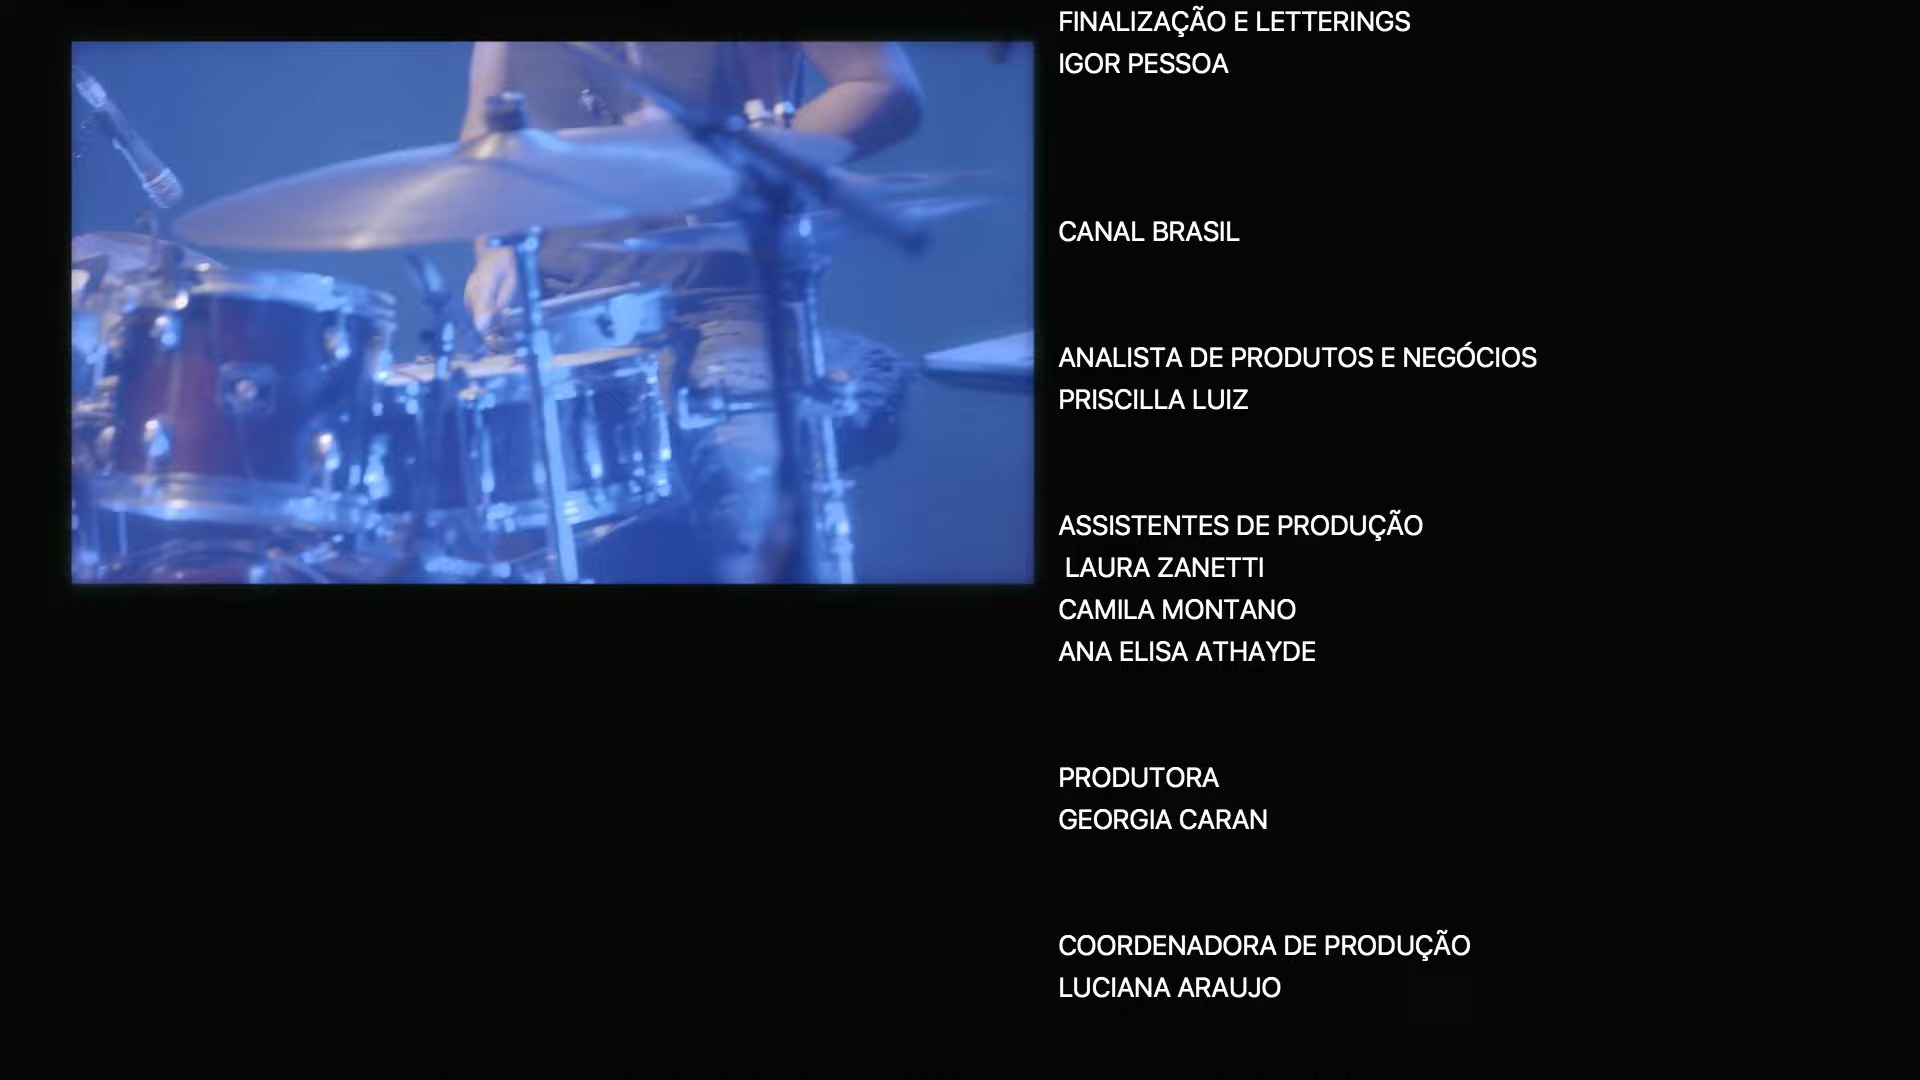 FINALIZAÇÃO E LETTERINGS
IGOR PESSOA
CANAL BRASIL
ANALISTA DE PRODUTOS E NEGÓCIOS
PRISCILLA LUIZ
ASSISTENTES DE PRODUÇÃO
LAURA ZANETTI
CAMILA MONTANO
ANA ELISA ATHAYDE
PRODUTORA
GEORGIA CARAN
COORDENADORA DE PRODUÇÃO
LUCIANA ARAUJO